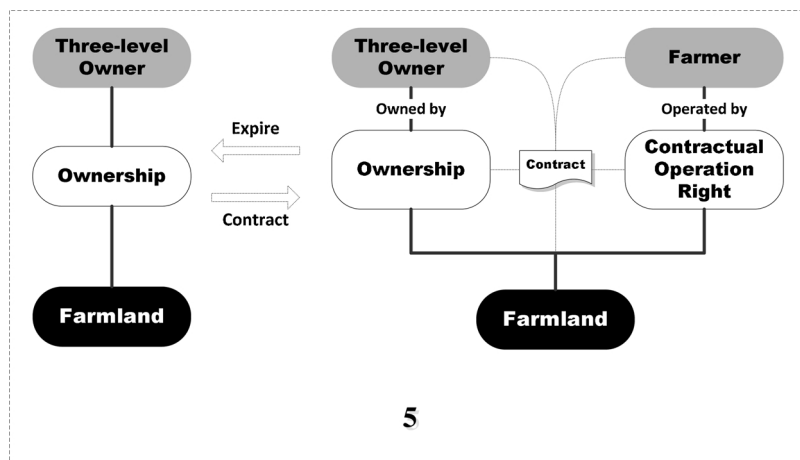 Three-level
Owner
Ownership
Farmland
Expire
Contract
Three-level
Owner
Owned by
Ownership
Contract
Farmer
Operated by
Contractual
Operation
Right
Farmland
5